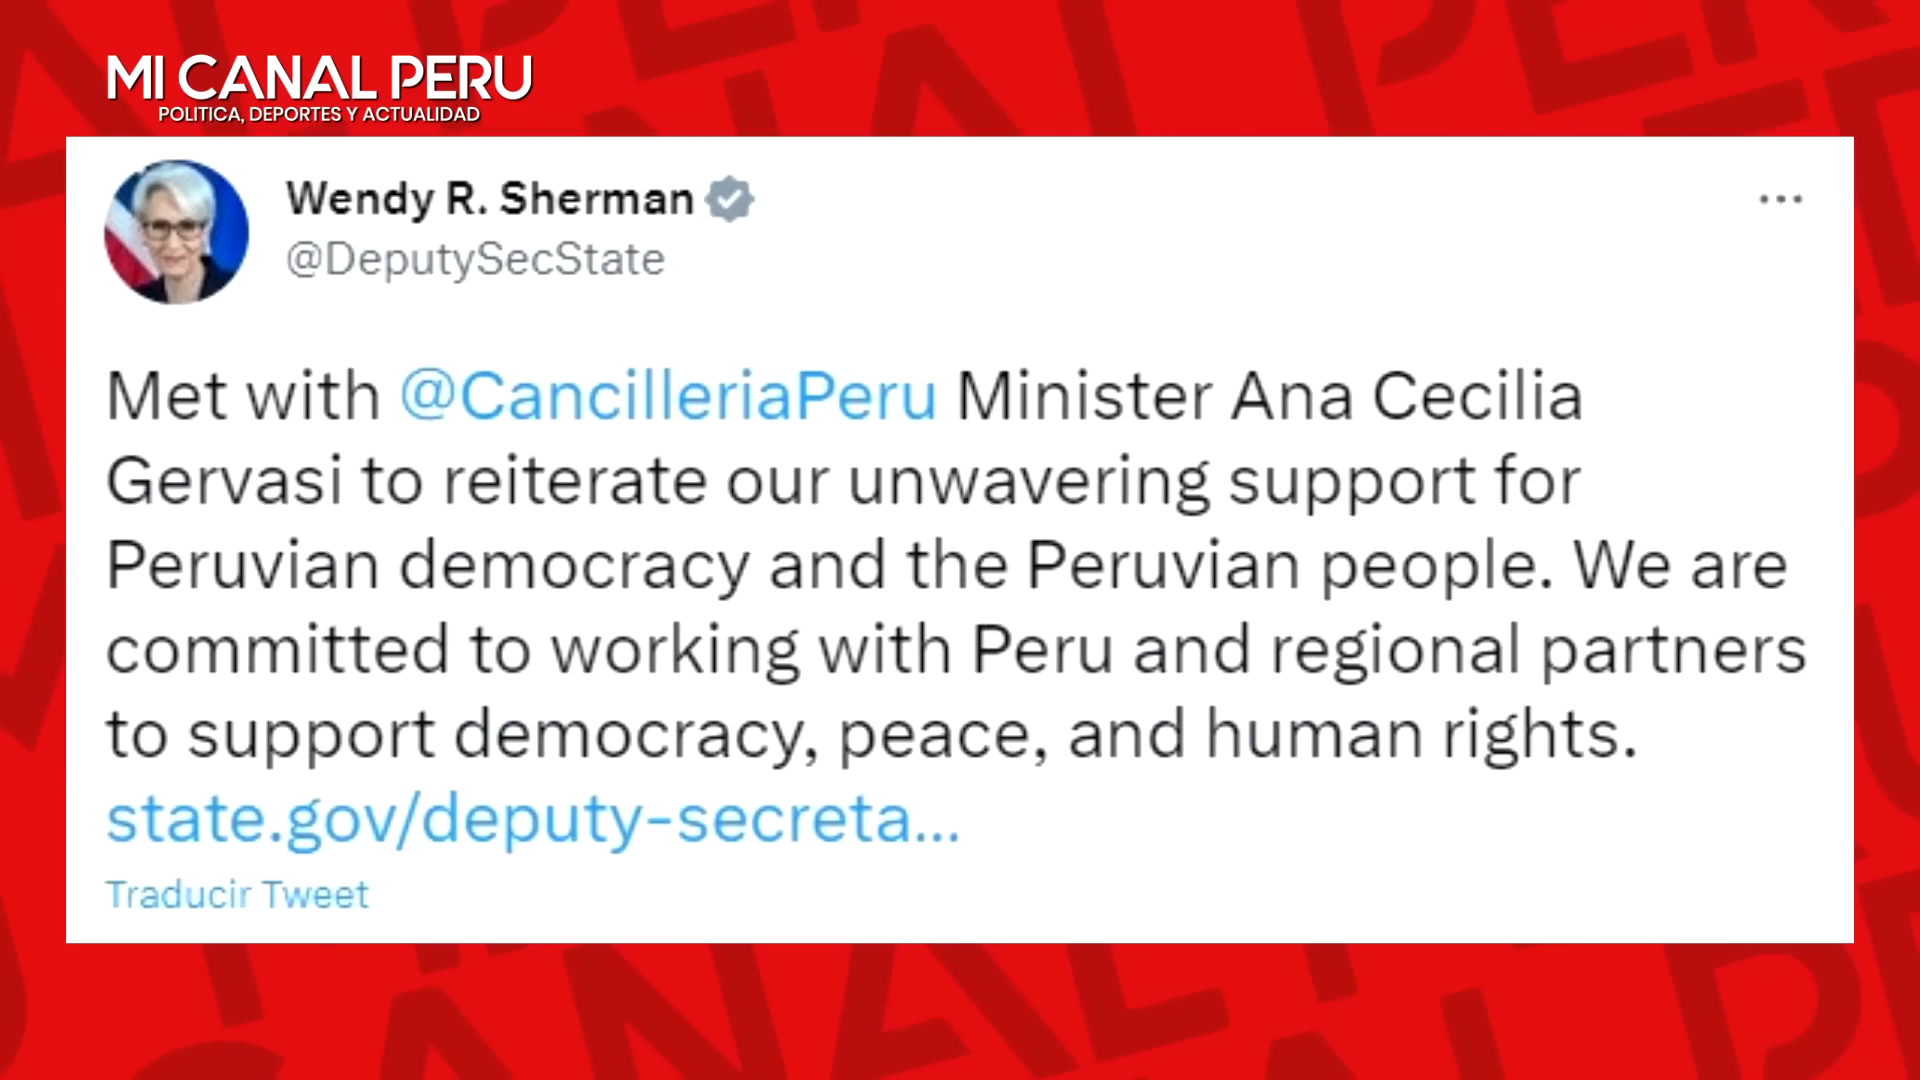 MI CANAL PERU
POLITICA, DEPORTES Y ACTUALIDAD
Wendy R. Sherman
@DeputySecState
Met with @CancilleriaPeru Minister Ana Cecilia
Gervasi to reiterate our unwavering support for
Peruvian democracy and the Peruvian people. We are
committed to working with Peru and regional partners
to support democracy, peace, and human rights.
state.gov/deputy-secreta...
Traducir Tweet